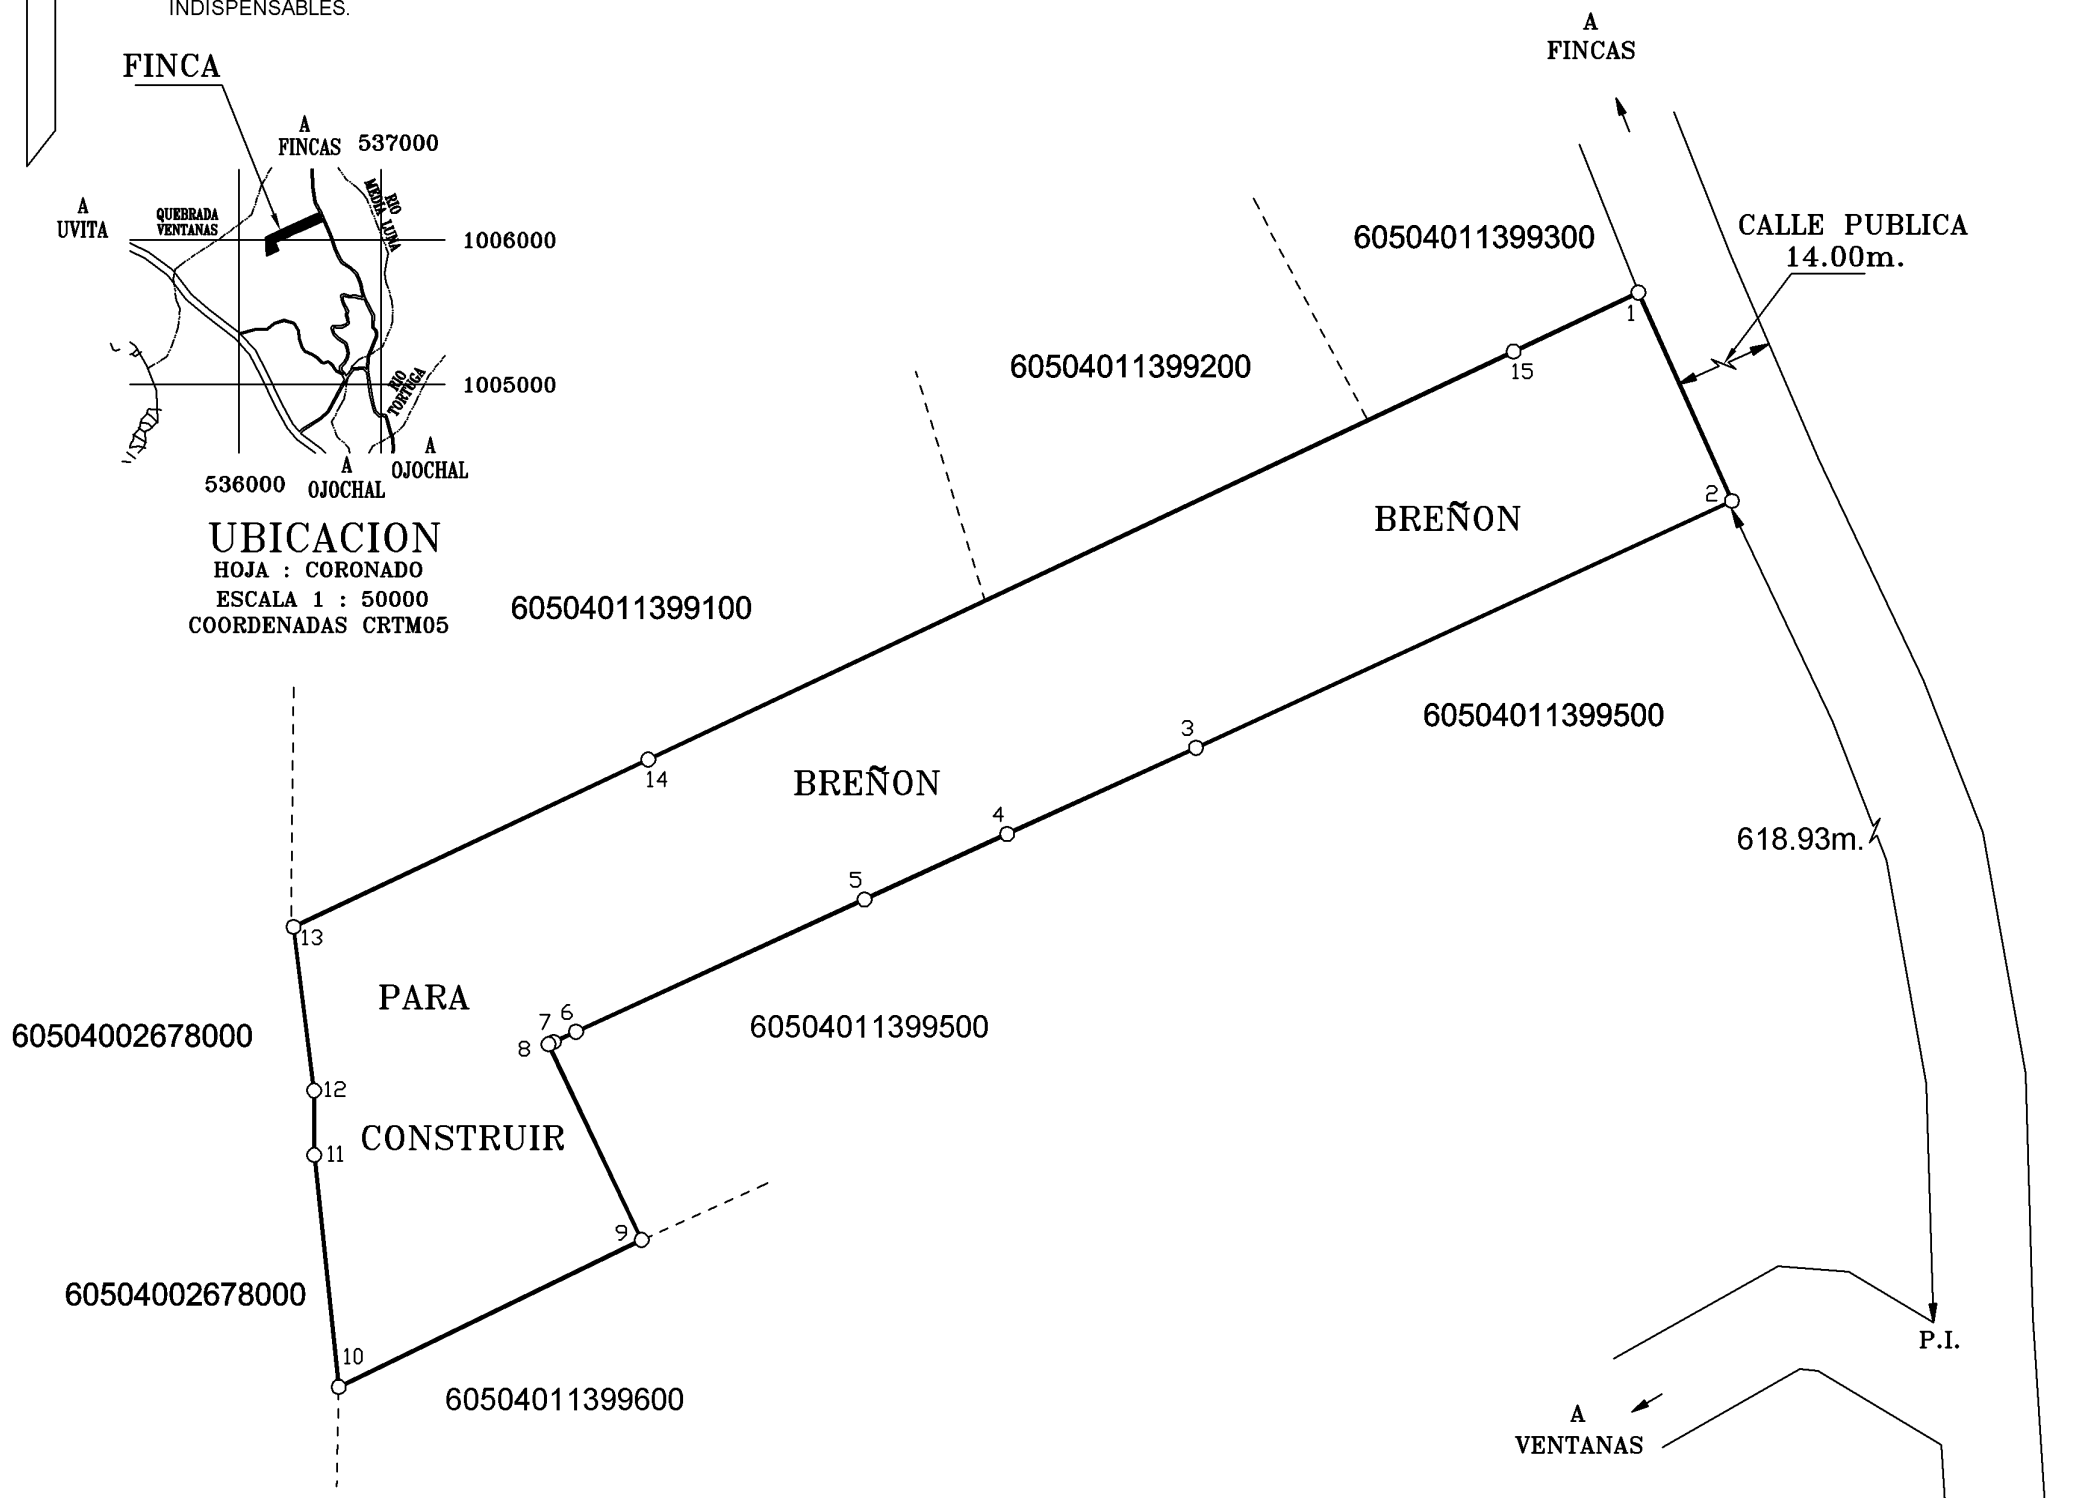 INDISPENSABLES.
FINCA
A
FINCAS
537000
A
UVITA
QUEBRADA
VENTANAS
RIO
MEDIA LUNA
1006000
1005000
RIO
TORTUGA
A
OJOCHAL
A
OJOCHAL
536000
UBICACION
HOJA : CORONADO
ESCALA 1 : 50000
COORDENADAS CRTM05
A
FINCAS
CALLE PUBLICA
14.00m.
60504011399300
1
15
60504011399200
2
BREÑON
60504011399100
60504011399500
3
14
BREÑON
4
618.93m.
5
13
PARA
6
7
8
60504011399500
60504002678000
12
CONSTRUIR
11
9
60504002678000
10
60504011399600
P.I.
A
VENTANAS